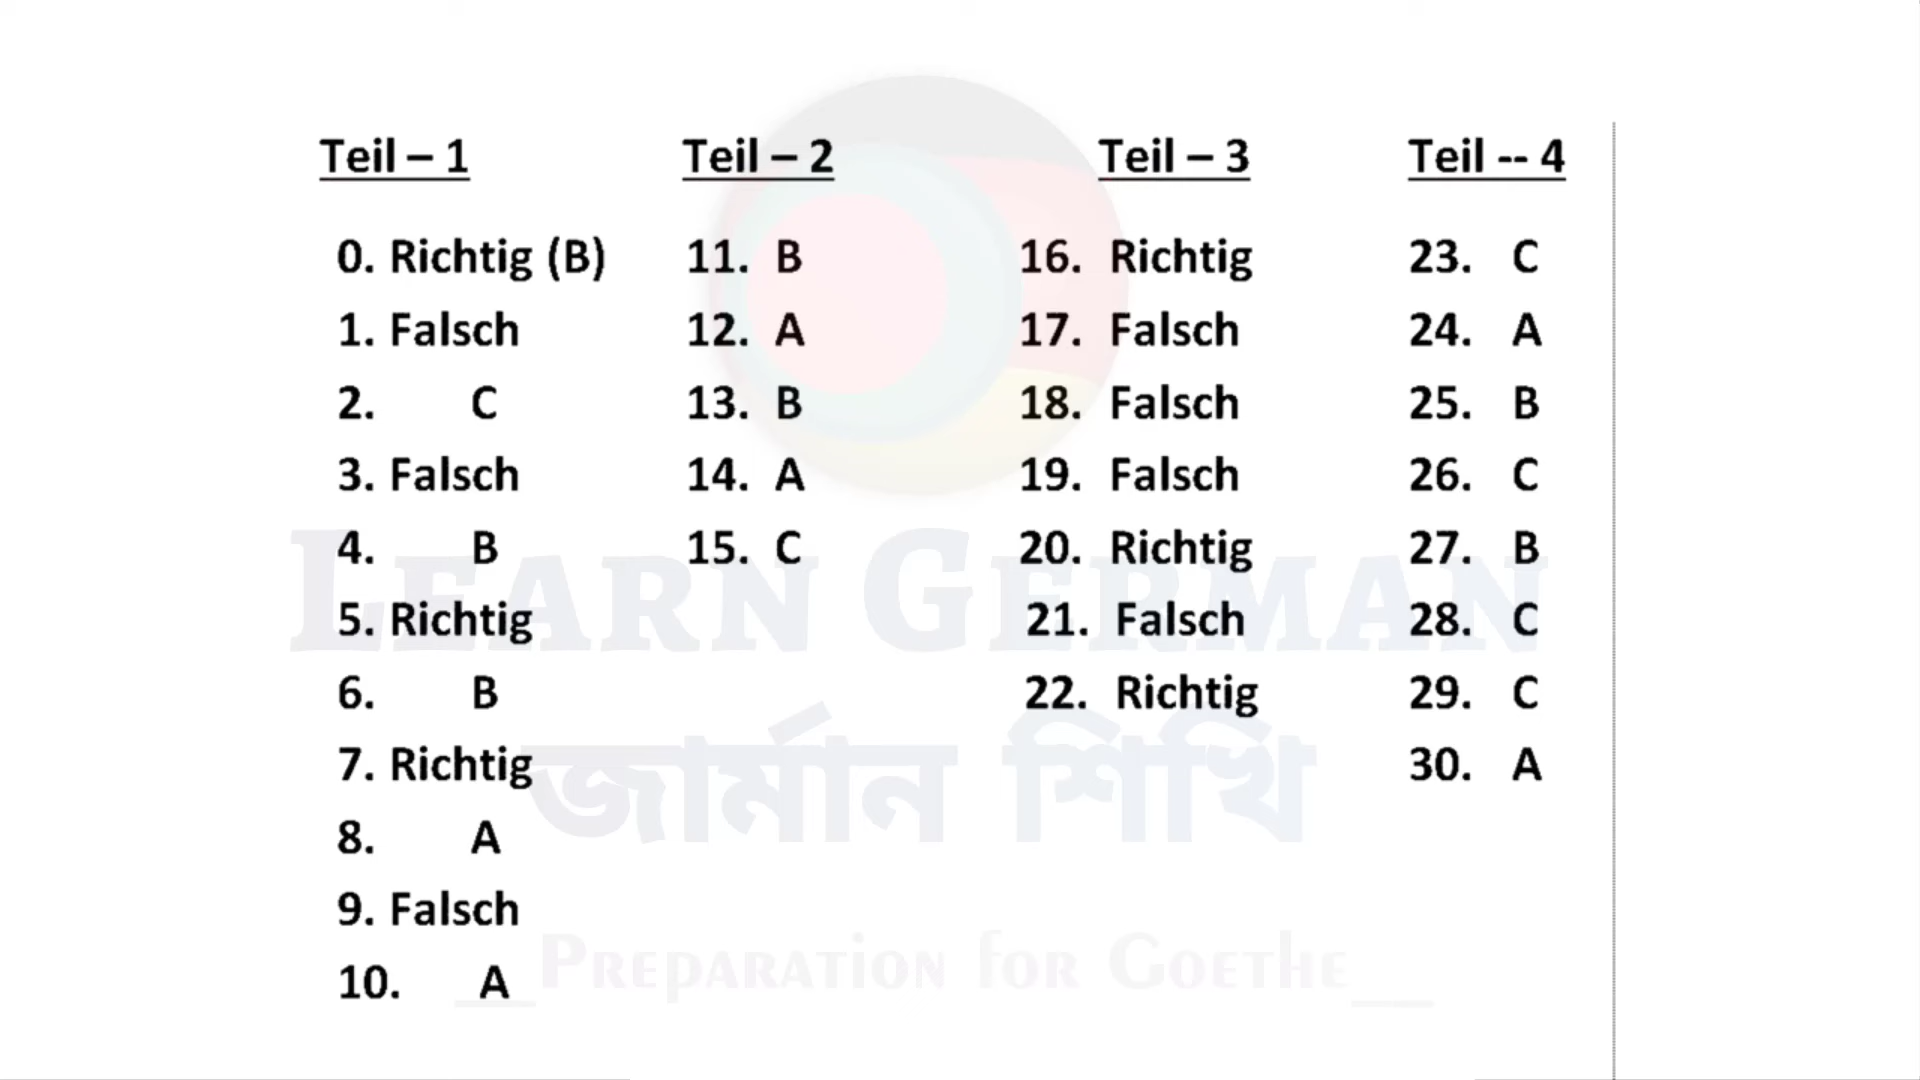 Teil – 1
0. Richtig (B)
1. Falsch
2. C
3. Falsch
4. B
5. Richtig
6. B
7. Richtig
8. A
9. Falsch
10. A
Teil – 2
11. B
12. A
13. B
14. A
15. C
Teil – 3
16. Richtig
17. Falsch
18. Falsch
19. Falsch
20. Richtig
21. Falsch
22. Richtig
Teil -- 4
23. C
24. A
25. B
26. C
27. B
28. C
29. C
30. A
Learn German
জার্মান শিখি
__Preparation for Goethe__